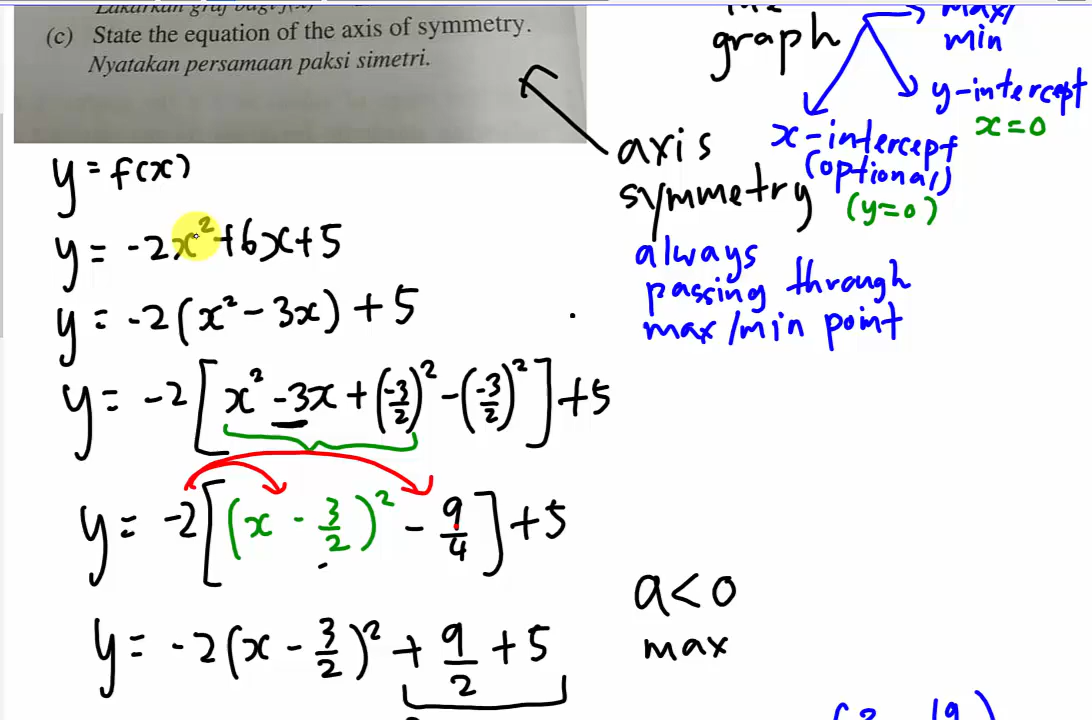 Lakarkan graf bagi f(x)
(c) State the equation of the axis of symmetry.
Nyatakan persamaan paksi simetri.
graph
max/
min
y-intercept
x=0
x-intercept
(optional)
(y=0)
axis
symmetry
always
passing through
max/min point
y = f(x)
y = -2x²+6x+5
y = -2(x² - 3x) + 5
y = -2[x² -3x + (-3/2)² - (-3/2)²] + 5
y = -2[(x - 3/2)² - 9/4] + 5
y = -2(x - 3/2)² + 9/2 + 5
a<0
max